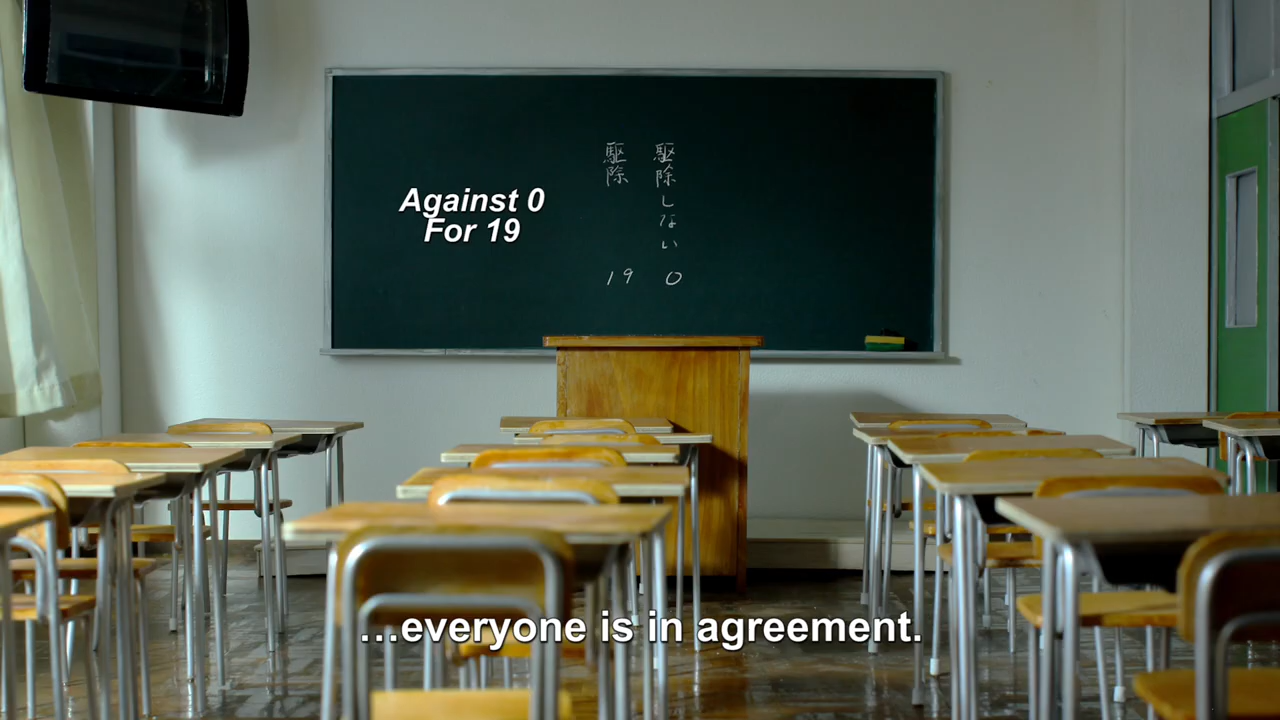 Against 0
For 19
駆除しない 0
駆除 19
...everyone is in agreement.